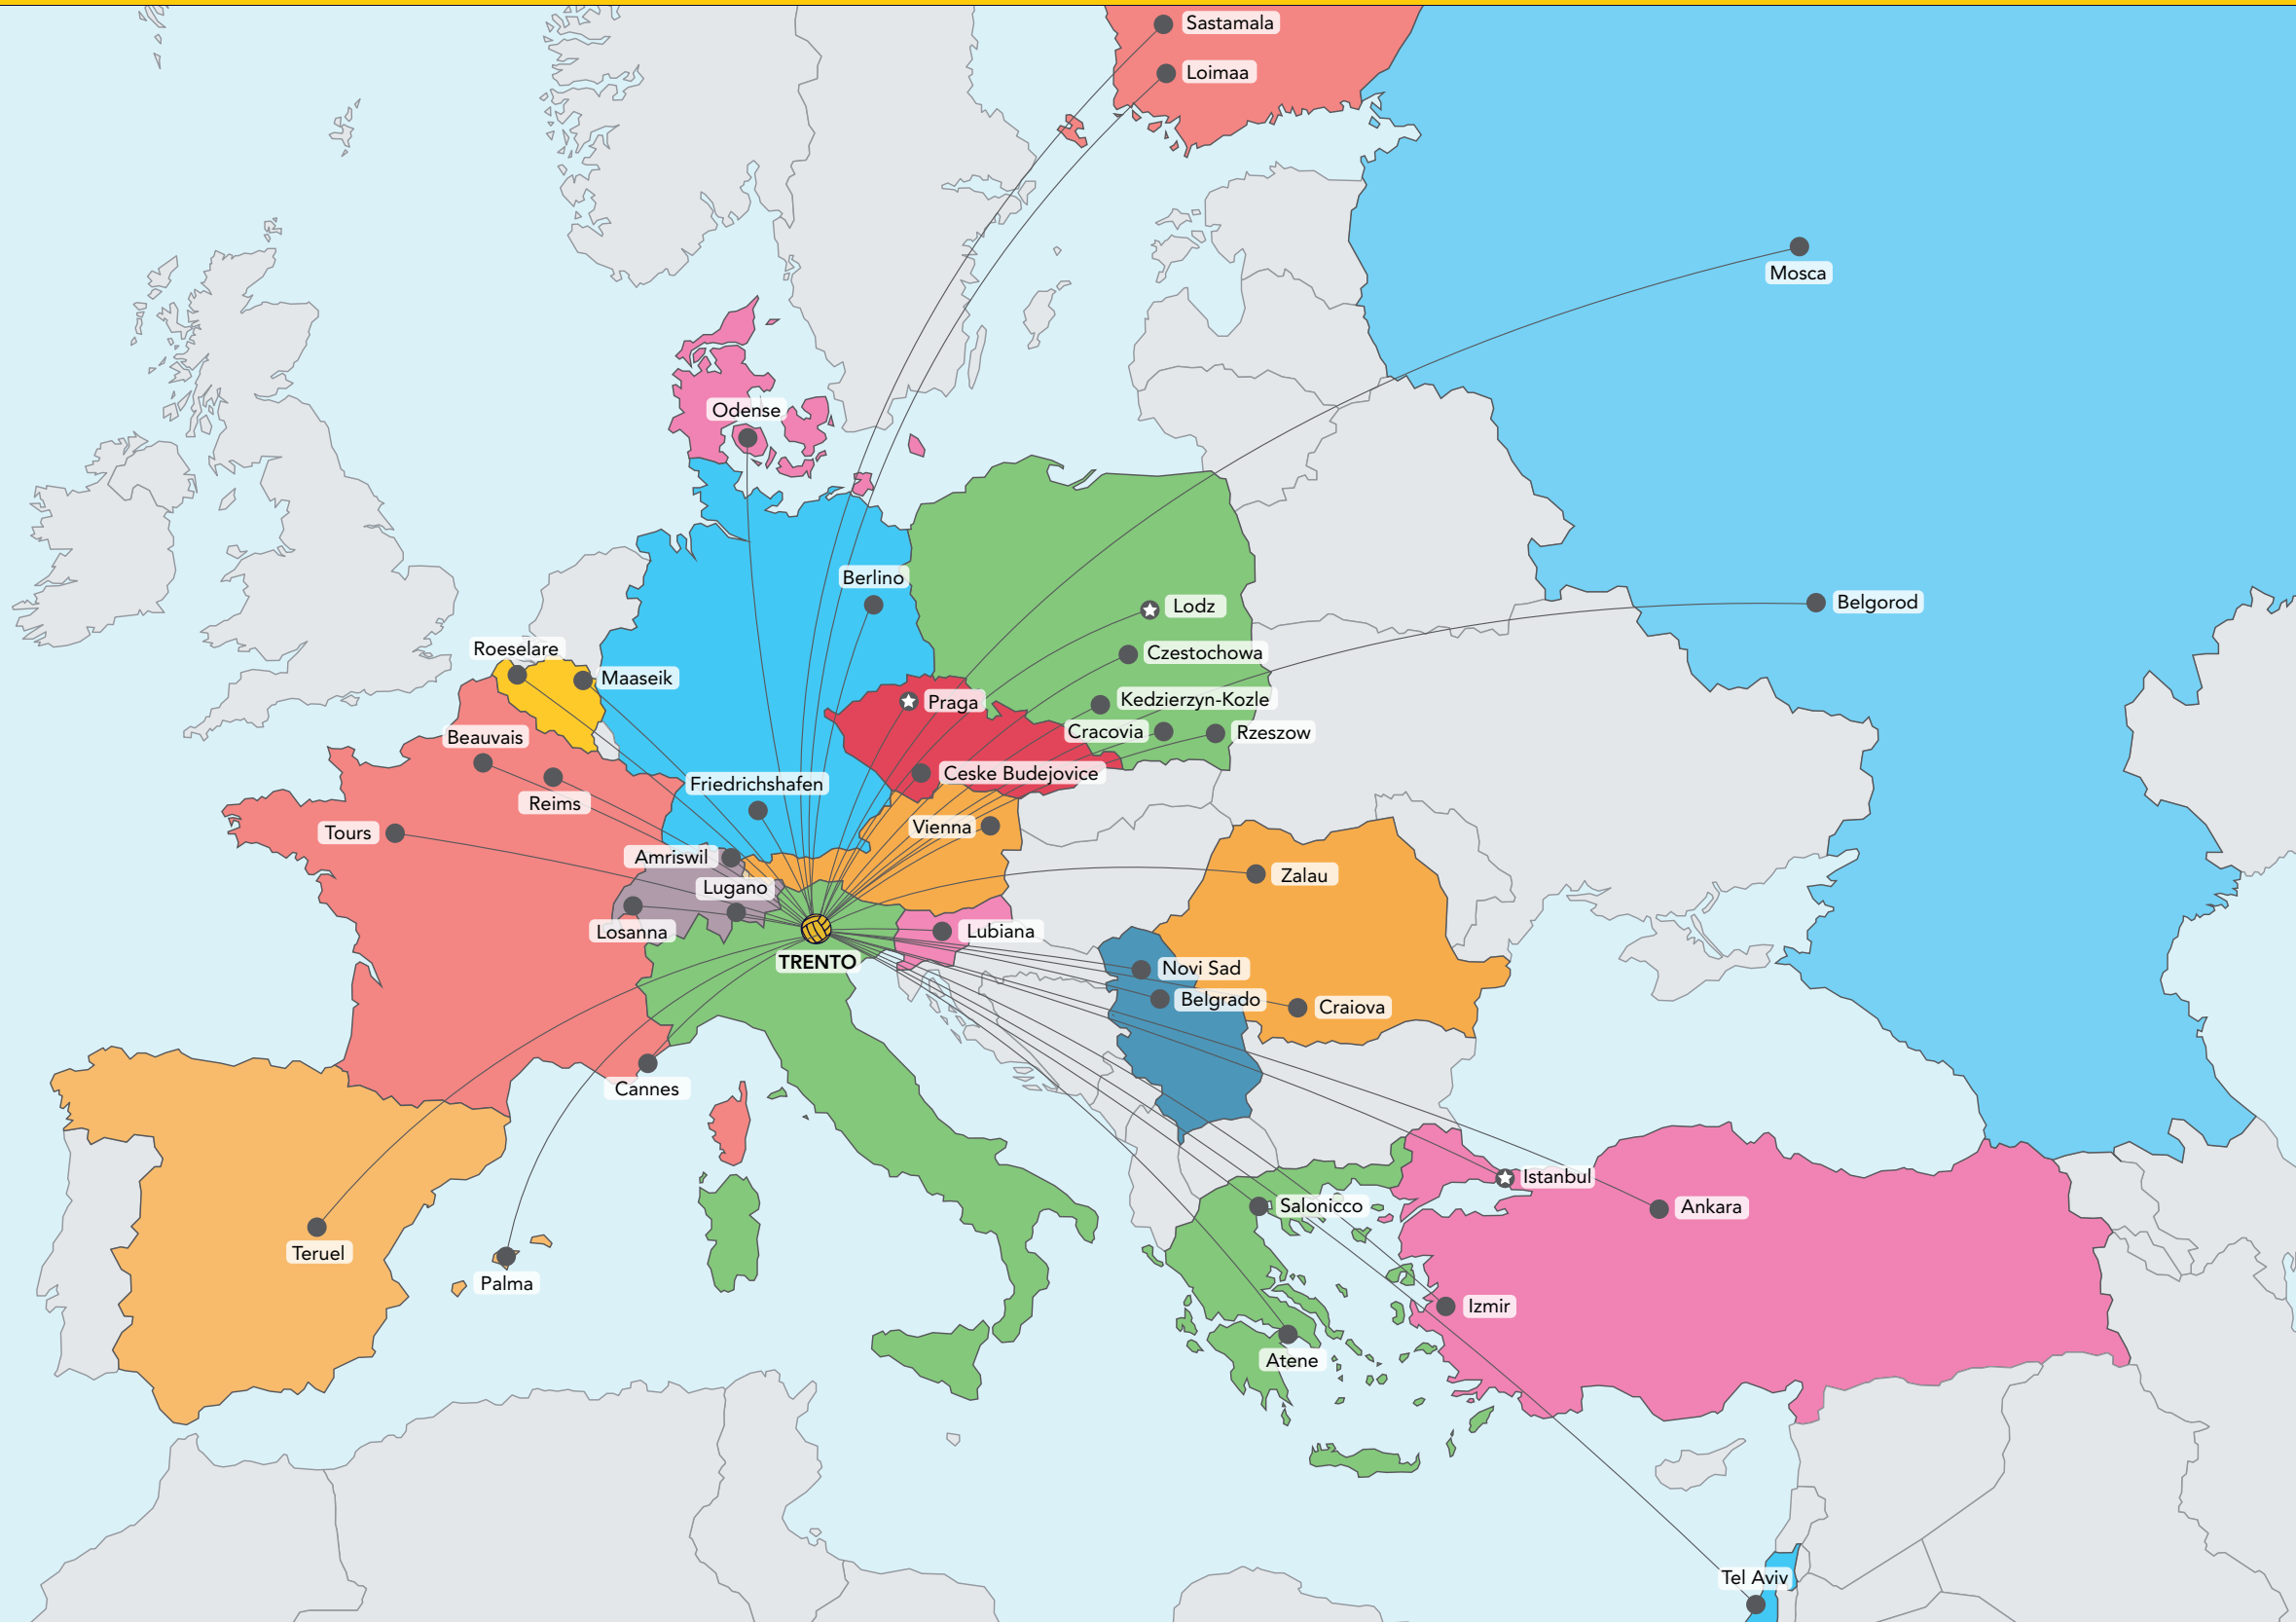 Sastamala
Loimaa
Mosca
Odense
Berlino
Lodz
Belgorod
Roeselare
Czestochowa
Maaseik
Praga
Kedzierzyn-Kozle
Cracovia
Rzeszow
Beauvais
Ceske Budejovice
Friedrichshafen
Reims
Tours
Vienna
Amriswil
Zalau
Lugano
Losanna
Lubiana
TRENTO
Novi Sad
Belgrado
Craiova
Cannes
Istanbul
Salonicco
Ankara
Teruel
Palma
Izmir
Atene
Tel Aviv